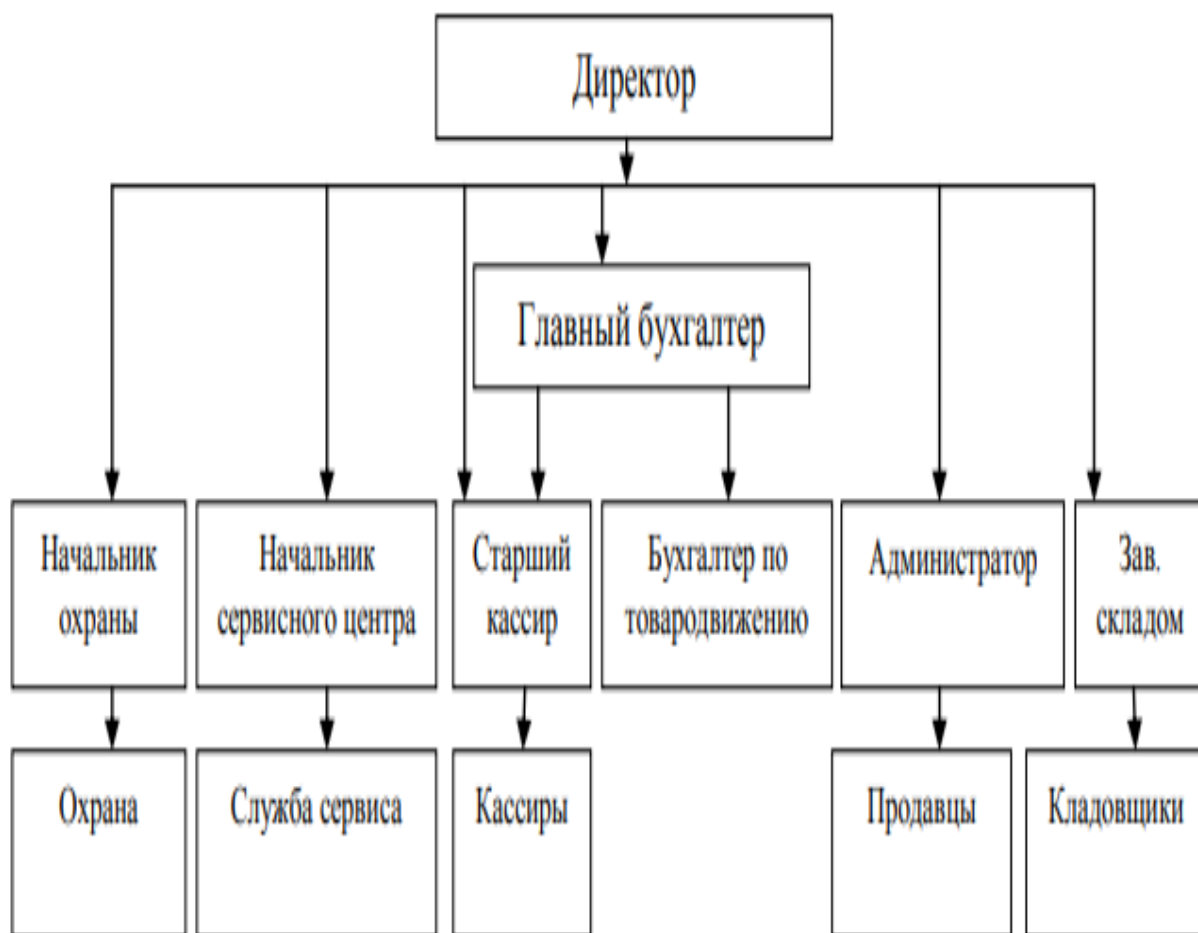 Директор
Главный бухгалтер
Начальник
охраны
Начальник
сервисного центра
Старший
кассир
Бухгалтер по
товародвижению
Администратор
Зав.
складом
Охрана
Служба сервиса
Кассиры
Продавцы
Кладовщики